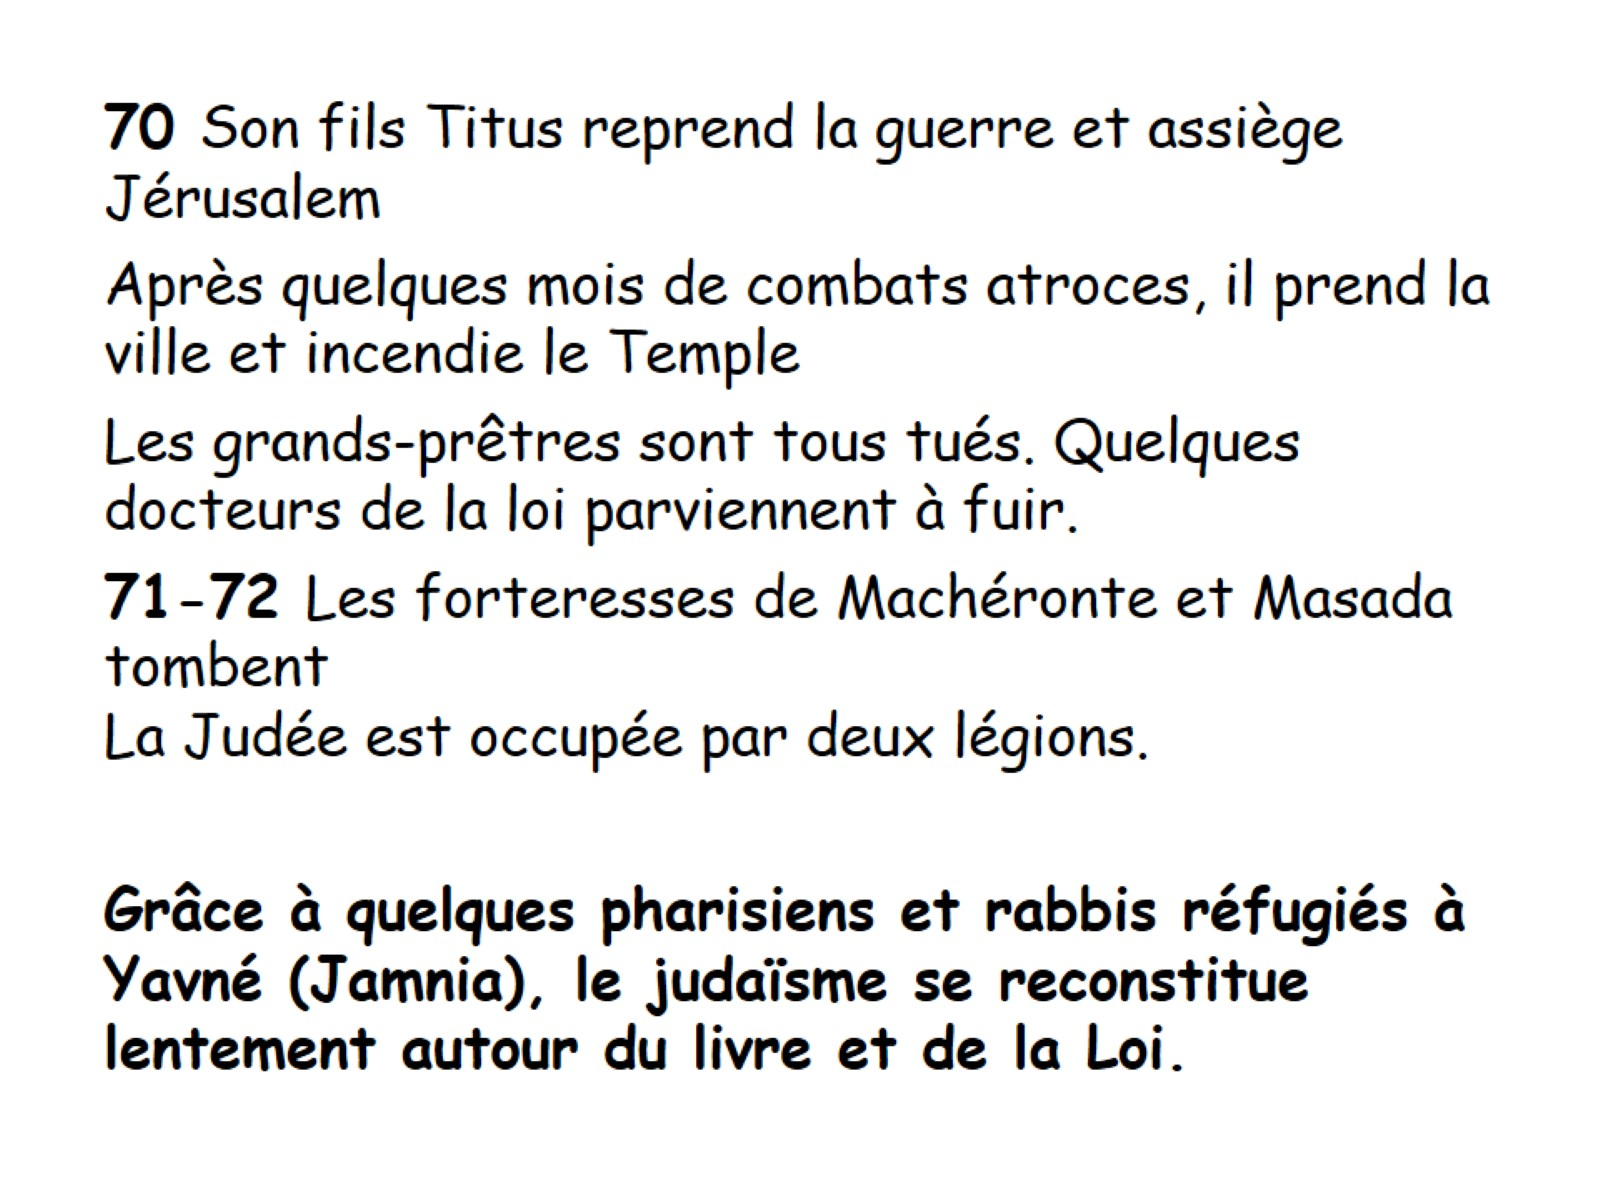 70 Son fils Titus reprend la guerre et assiège
Jérusalem
Après quelques mois de combats atroces, il prend la
ville et incendie le Temple
Les grands-prêtres sont tous tués. Quelques
docteurs de la loi parviennent à fuir.
71-72 Les forteresses de Machéronte et Masada
tombent
La Judée est occupée par deux légions.
Grâce à quelques pharisiens et rabbis réfugiés à
Yavné (Jamnia), le judaïsme se reconstitue
lentement autour du livre et de la Loi.